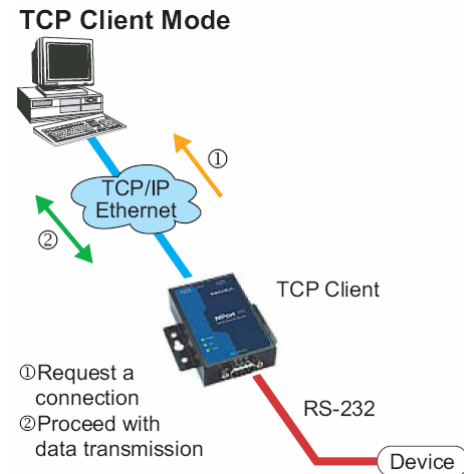 TCP Client Mode
①
TCP/IP
Ethernet
②
TCP Client
NPort
①Request a
connection
②Proceed with
data transmission
RS-232
Device